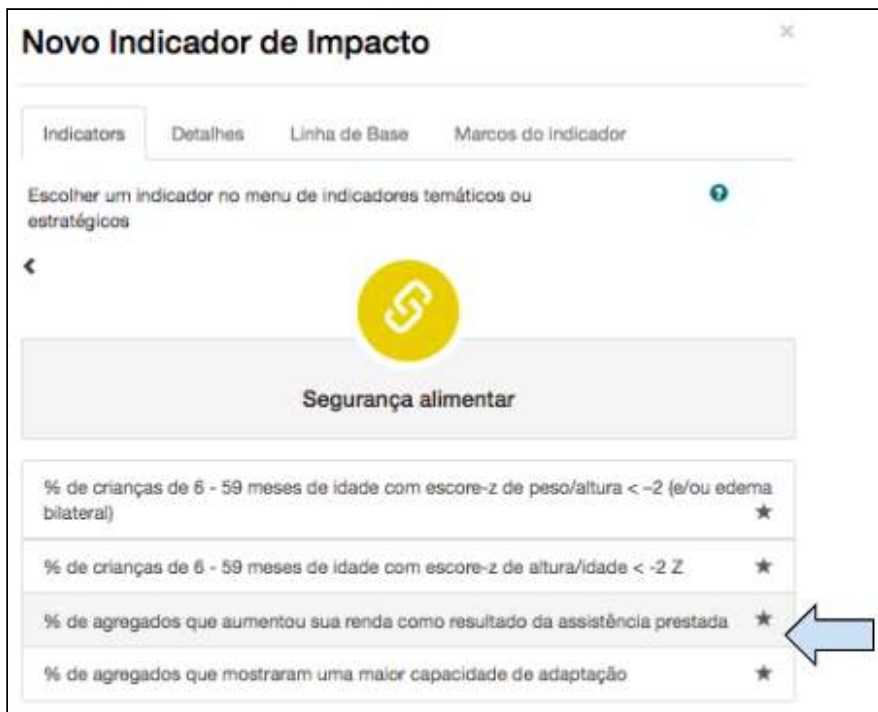 Novo Indicador de Impacto
×
Indicators Detalhes Linha de Base Marcos do indicador
Escolher um indicador no menu de indicadores temáticos ou
estratégicos
Segurança alimentar
% de crianças de 6 - 59 meses de idade com escore-z de peso/altura < –2 (e/ou edema
bilateral)
% de crianças de 6 - 59 meses de idade com escore-z de altura/idade < -2 Z
% de agregados que aumentou sua renda como resultado da assistência prestada
% de agregados que mostraram uma maior capacidade de adaptação